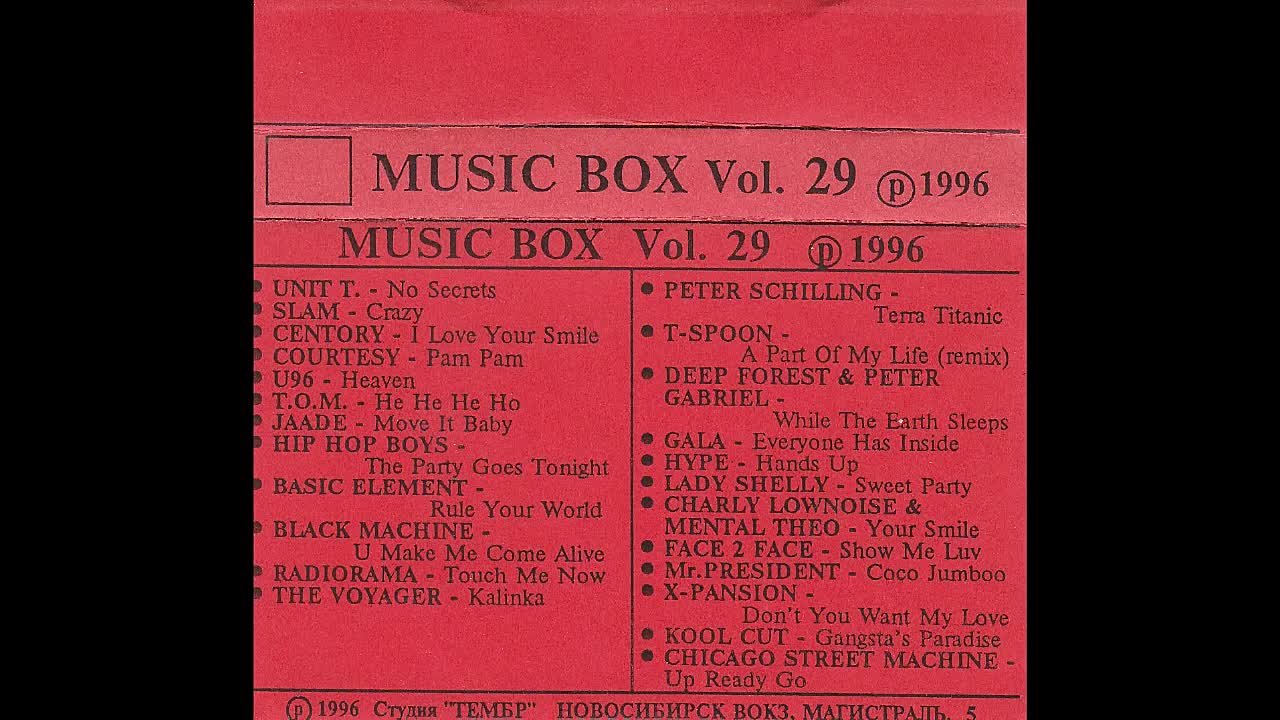 MUSIC BOX Vol. 29 ℗ 1996
MUSIC BOX Vol. 29 ℗ 1996
• UNIT T. - No Secrets
• SLAM - Crazy
• CENTORY - I Love Your Smile
• COURTESY - Pam Pam
• U96 - Heaven
• T.O.M. - He He He Ho
• JAADE - Move It Baby
• HIP HOP BOYS -
The Party Goes Tonight
• BASIC ELEMENT -
Rule Your World
• BLACK MACHINE -
U Make Me Come Alive
• RADIORAMA - Touch Me Now
• THE VOYAGER - Kalinka
• PETER SCHILLING -
Terra Titanic
• T-SPOON -
A Part Of My Life (remix)
• DEEP FOREST & PETER
GABRIEL -
While The Earth Sleeps
• GALA - Everyone Has Inside
• HYPE - Hands Up
• LADY SHELLY - Sweet Party
• CHARLY LOWNOISE &
MENTAL THEO - Your Smile
• FACE 2 FACE - Show Me Luv
• Mr.PRESIDENT - Coco Jumboo
• X-PANSION -
Don't You Want My Love
• KOOL CUT - Gangsta's Paradise
• CHICAGO STREET MACHINE -
Up Ready Go
℗ 1996 Студия "ТЕМБР" НОВОСИБИРСК ВОКЗ, МАГИСТРАЛЬ, 5